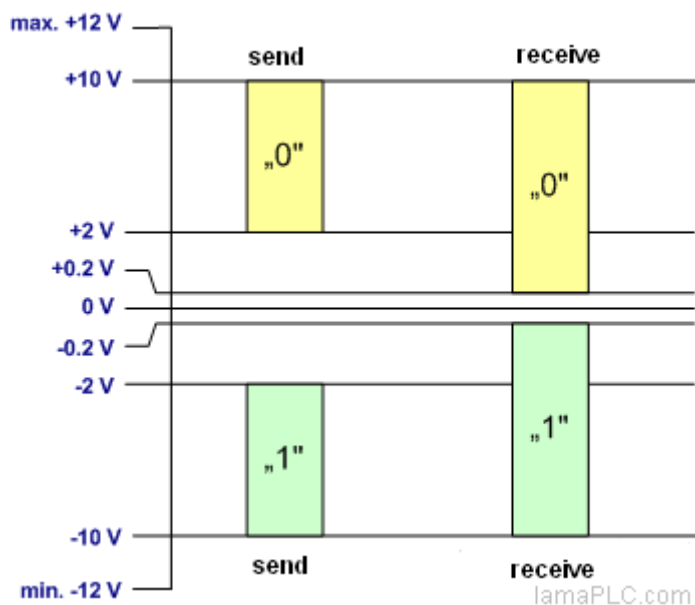 max. +12 V
send
receive
+10 V
„0"
„0"
+2 V
+0.2 V
0 V
-0.2 V
-2 V
„1"
„1"
-10 V
send
receive
min. -12 V
lamaPLC.com